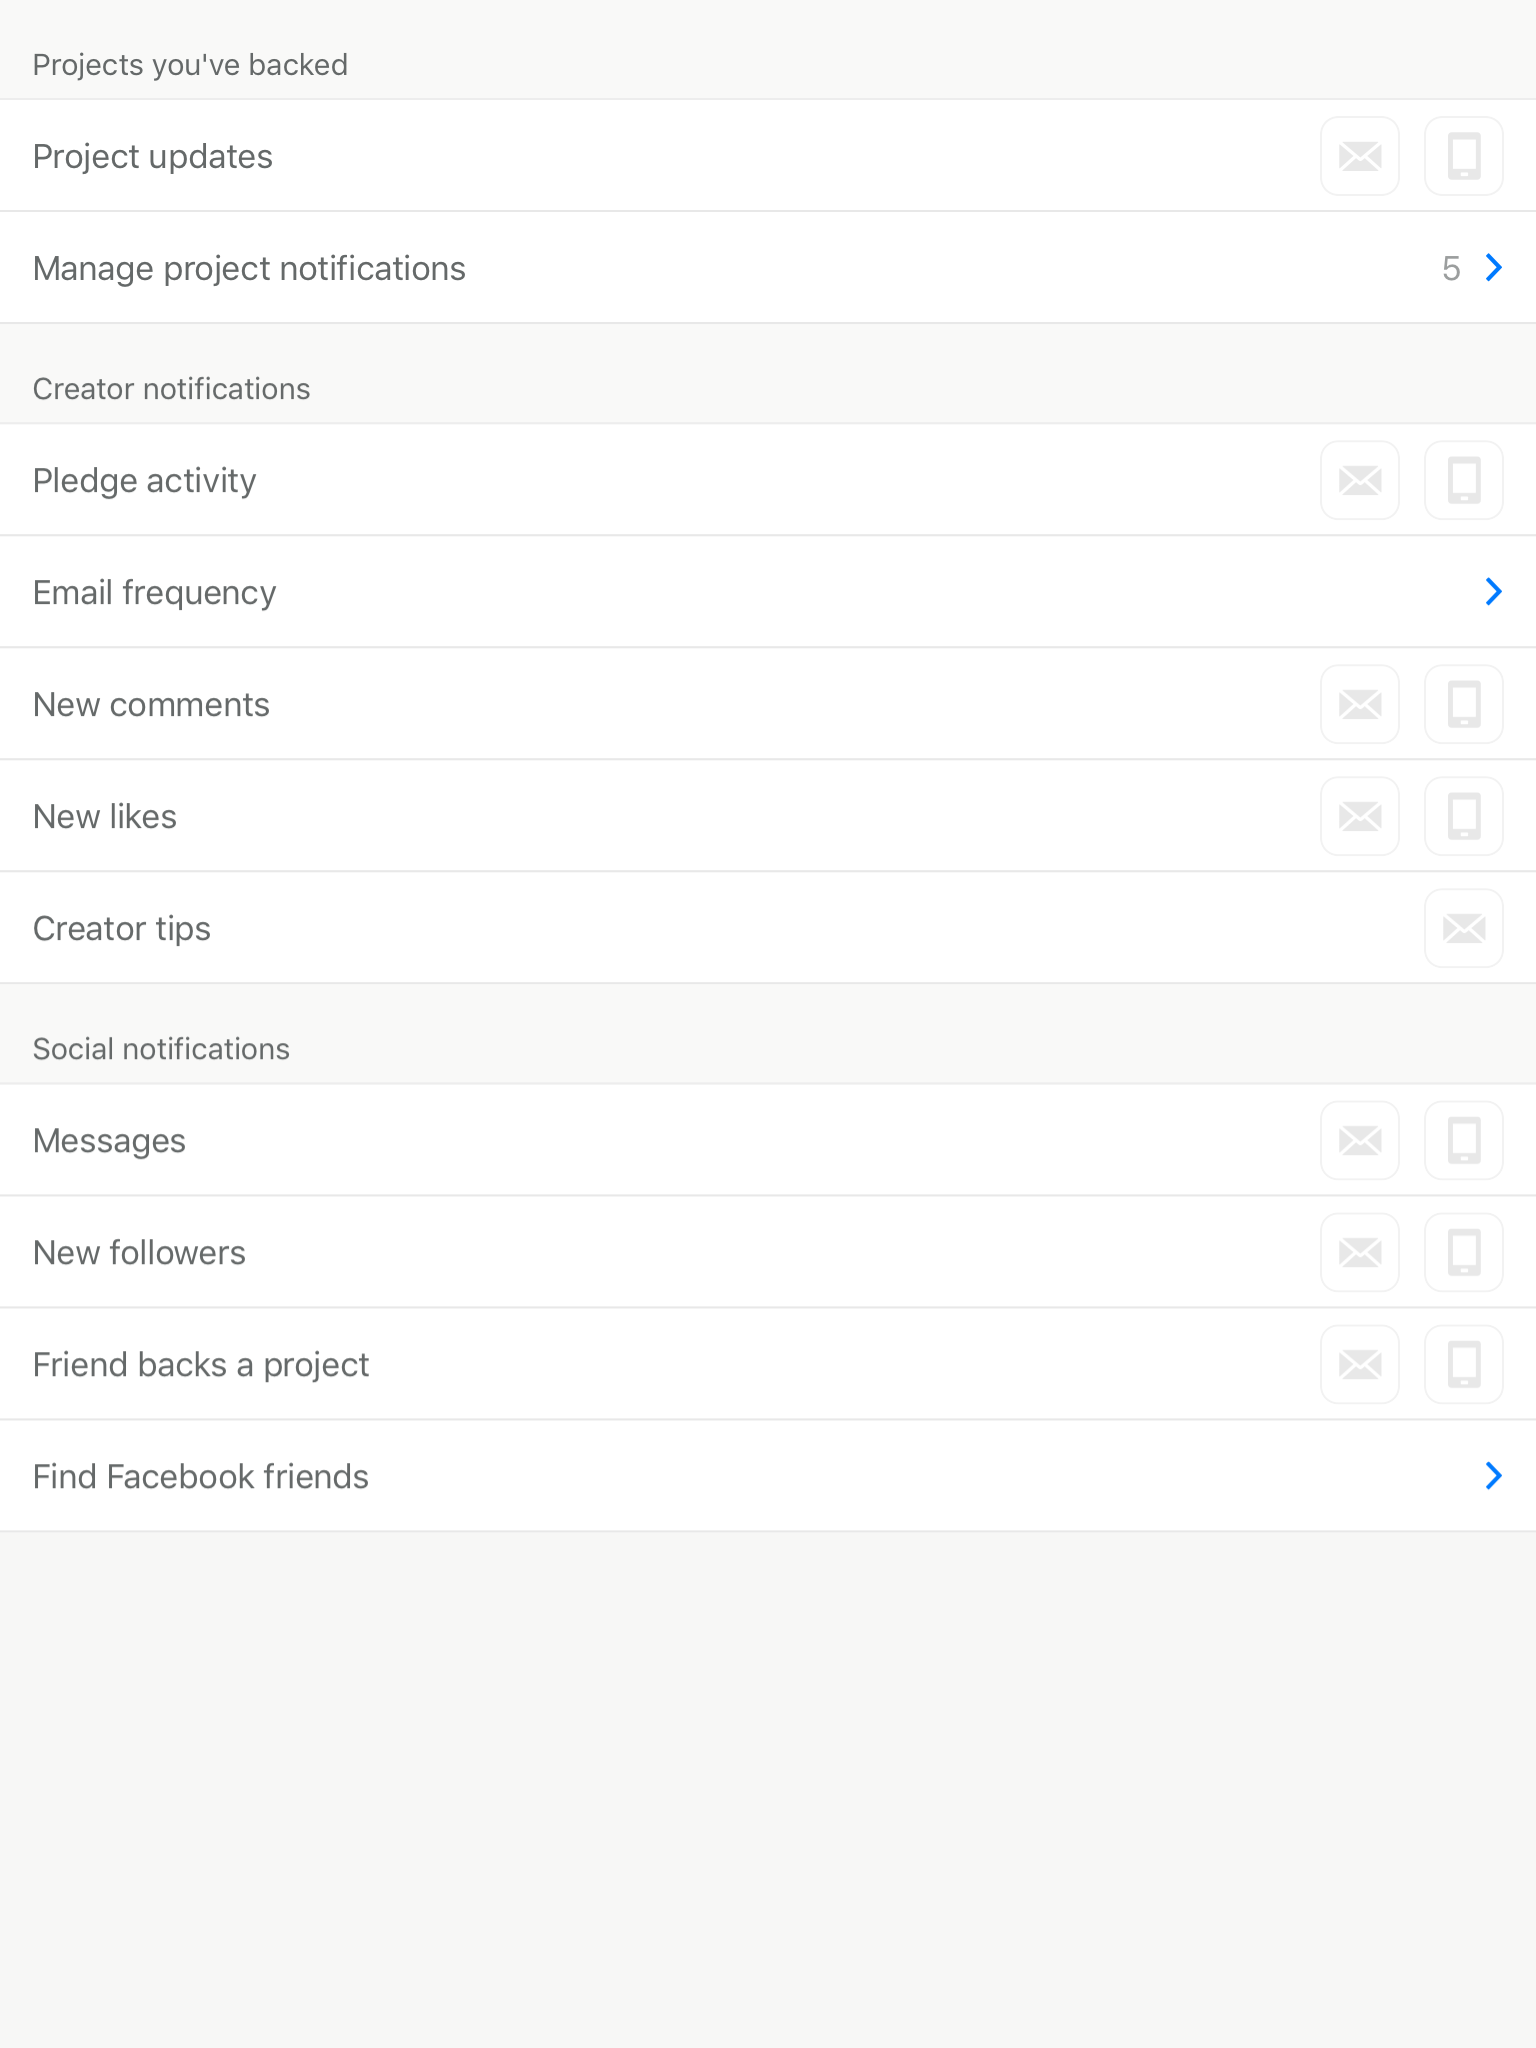 Projects you've backed
Project updates
Manage project notifications 5
Creator notifications
Pledge activity
Email frequency
New comments
New likes
Creator tips
Social notifications
Messages
New followers
Friend backs a project
Find Facebook friends